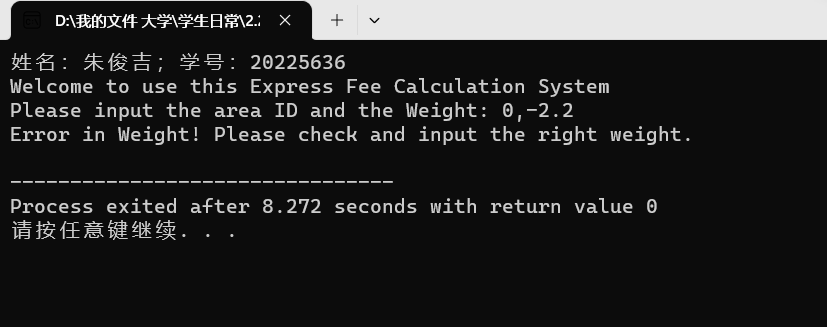 D:\我的文件 大学\学生日常\2.2
姓名：朱俊吉；学号：20225636
Welcome to use this Express Fee Calculation System
Please input the area ID and the Weight: 0,-2.2
Error in Weight! Please check and input the right weight.
--------------------------------
Process exited after 8.272 seconds with return value 0
请按任意键继续. . .